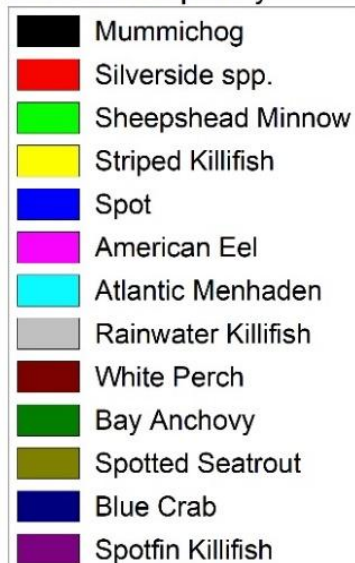 Mummichog
Silverside spp.
Sheepshead Minnow
Striped Killifish
Spot
American Eel
Atlantic Menhaden
Rainwater Killifish
White Perch
Bay Anchovy
Spotted Seatrout
Blue Crab
Spotfin Killifish